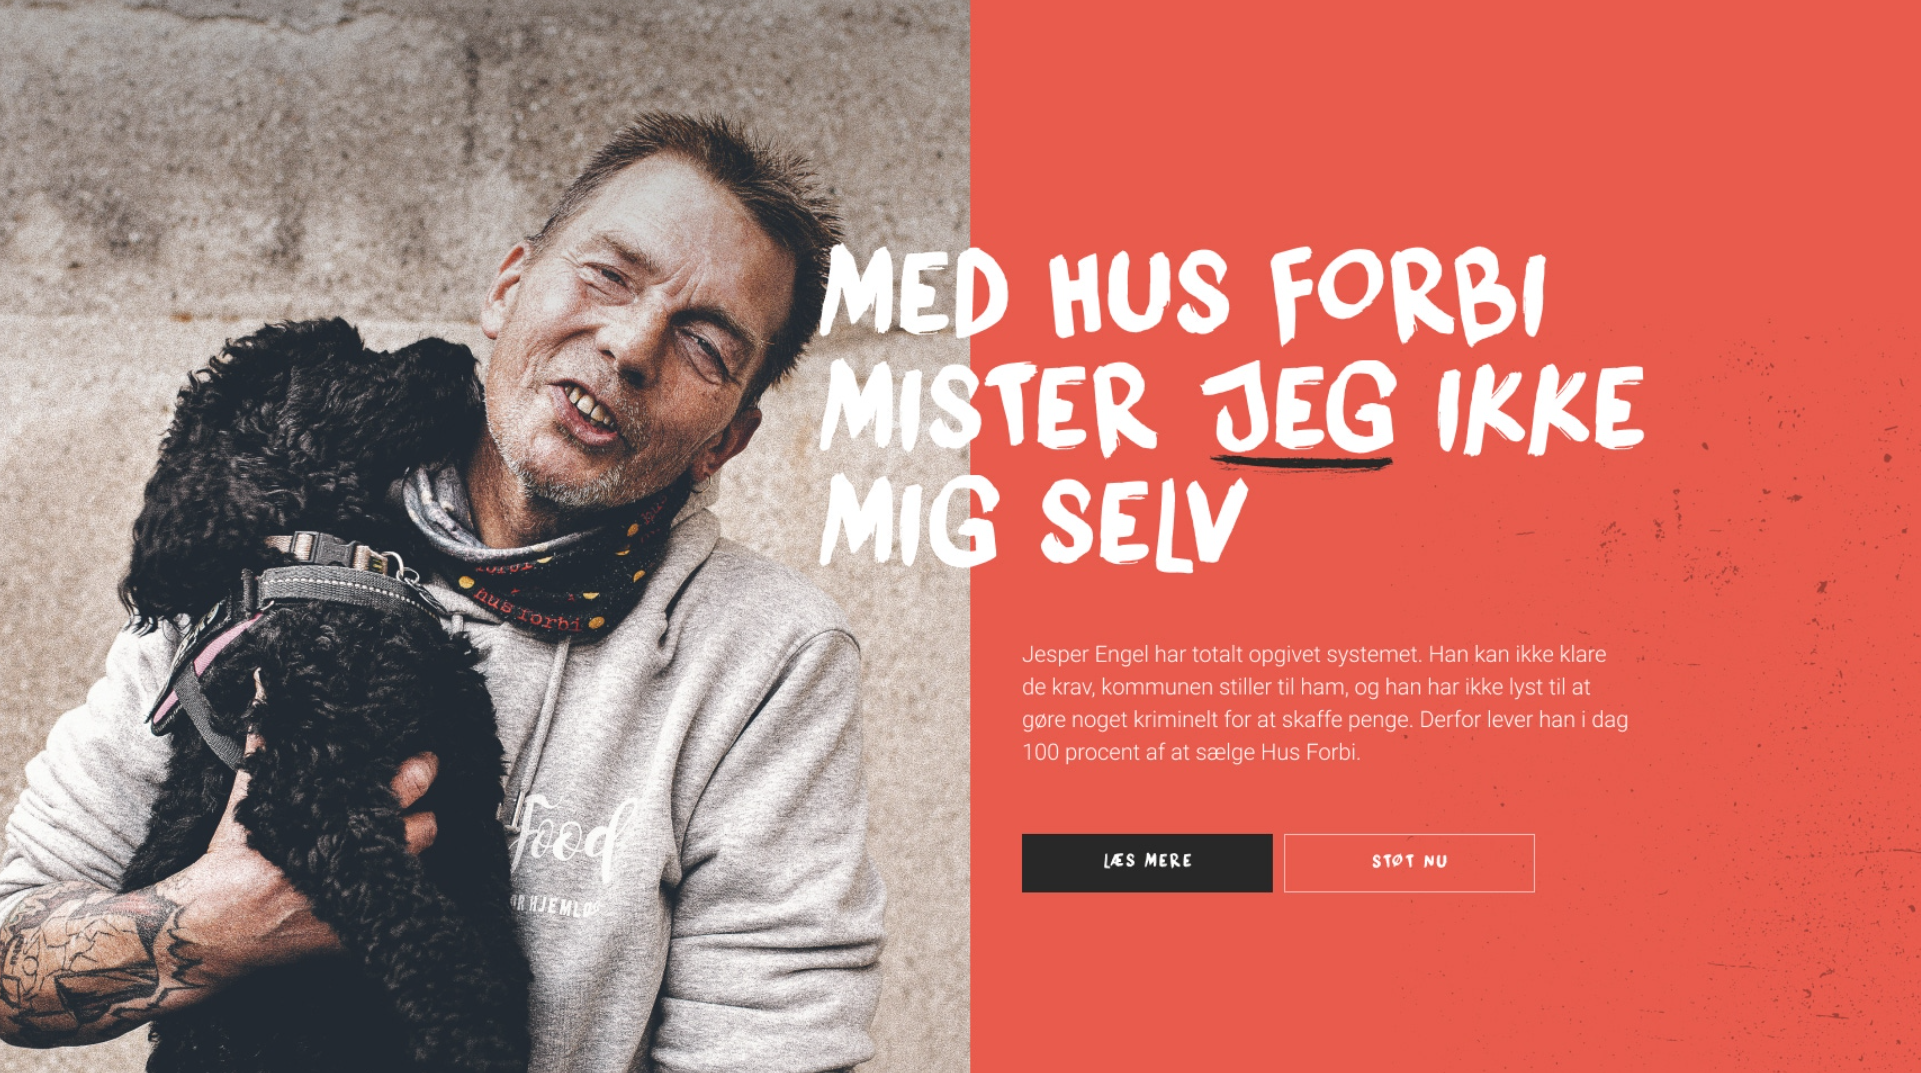 MED HUS FORBI
MISTER JEG IKKE
MIG SELV
Jesper Engel har totalt opgivet systemet. Han kan ikke klare
de krav, kommunen stiller til ham, og han har ikke lyst til at
gøre noget kriminelt for at skaffe penge. Derfor lever han i dag
100 procent af at sælge Hus Forbi.
LÆS MERE
STØT NU
hus forbi
Food